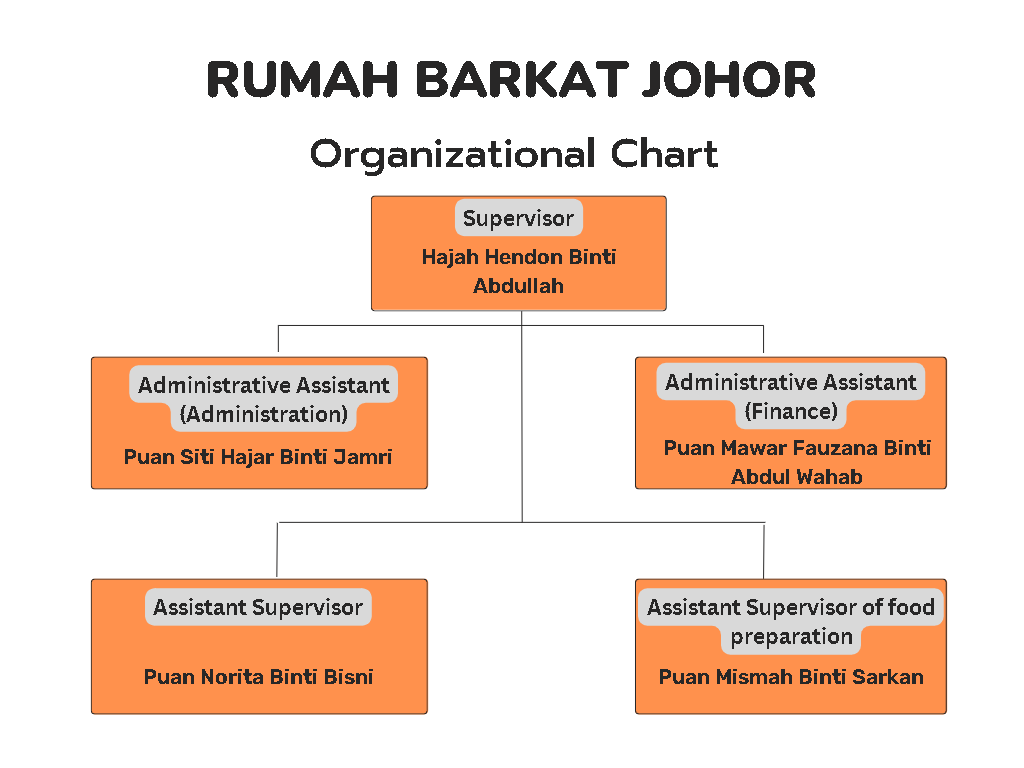 RUMAH BARKAT JOHOR
Organizational Chart
Supervisor
Hajah Hendon Binti
Abdullah
Administrative Assistant
(Administration)
Puan Siti Hajar Binti Jamri
Administrative Assistant
(Finance)
Puan Mawar Fauzana Binti
Abdul Wahab
Assistant Supervisor
Puan Norita Binti Bisni
Assistant Supervisor of food
preparation
Puan Mismah Binti Sarkan